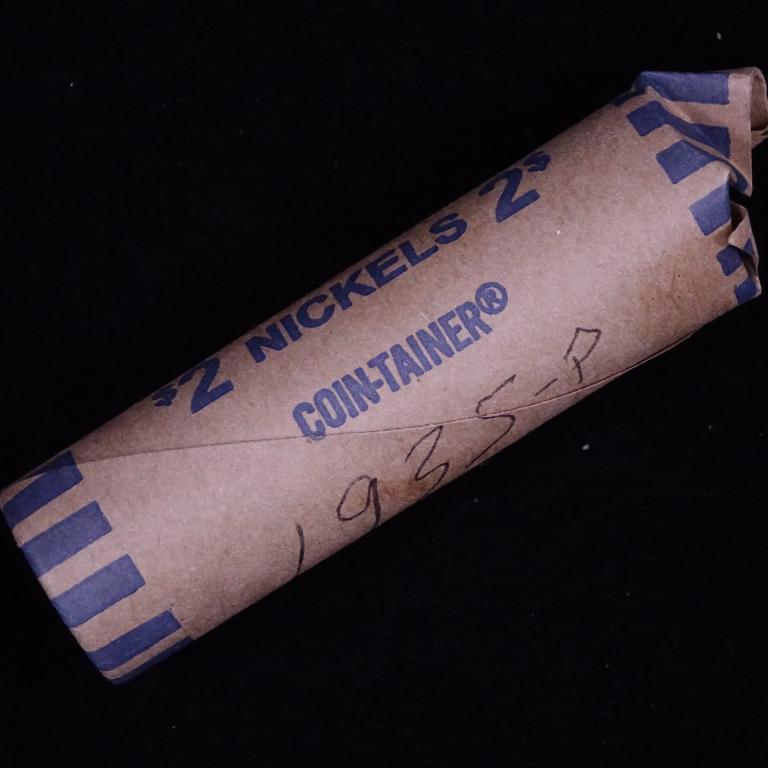 $2 NICKELS 2$
COIN-TAINER®
1935-P